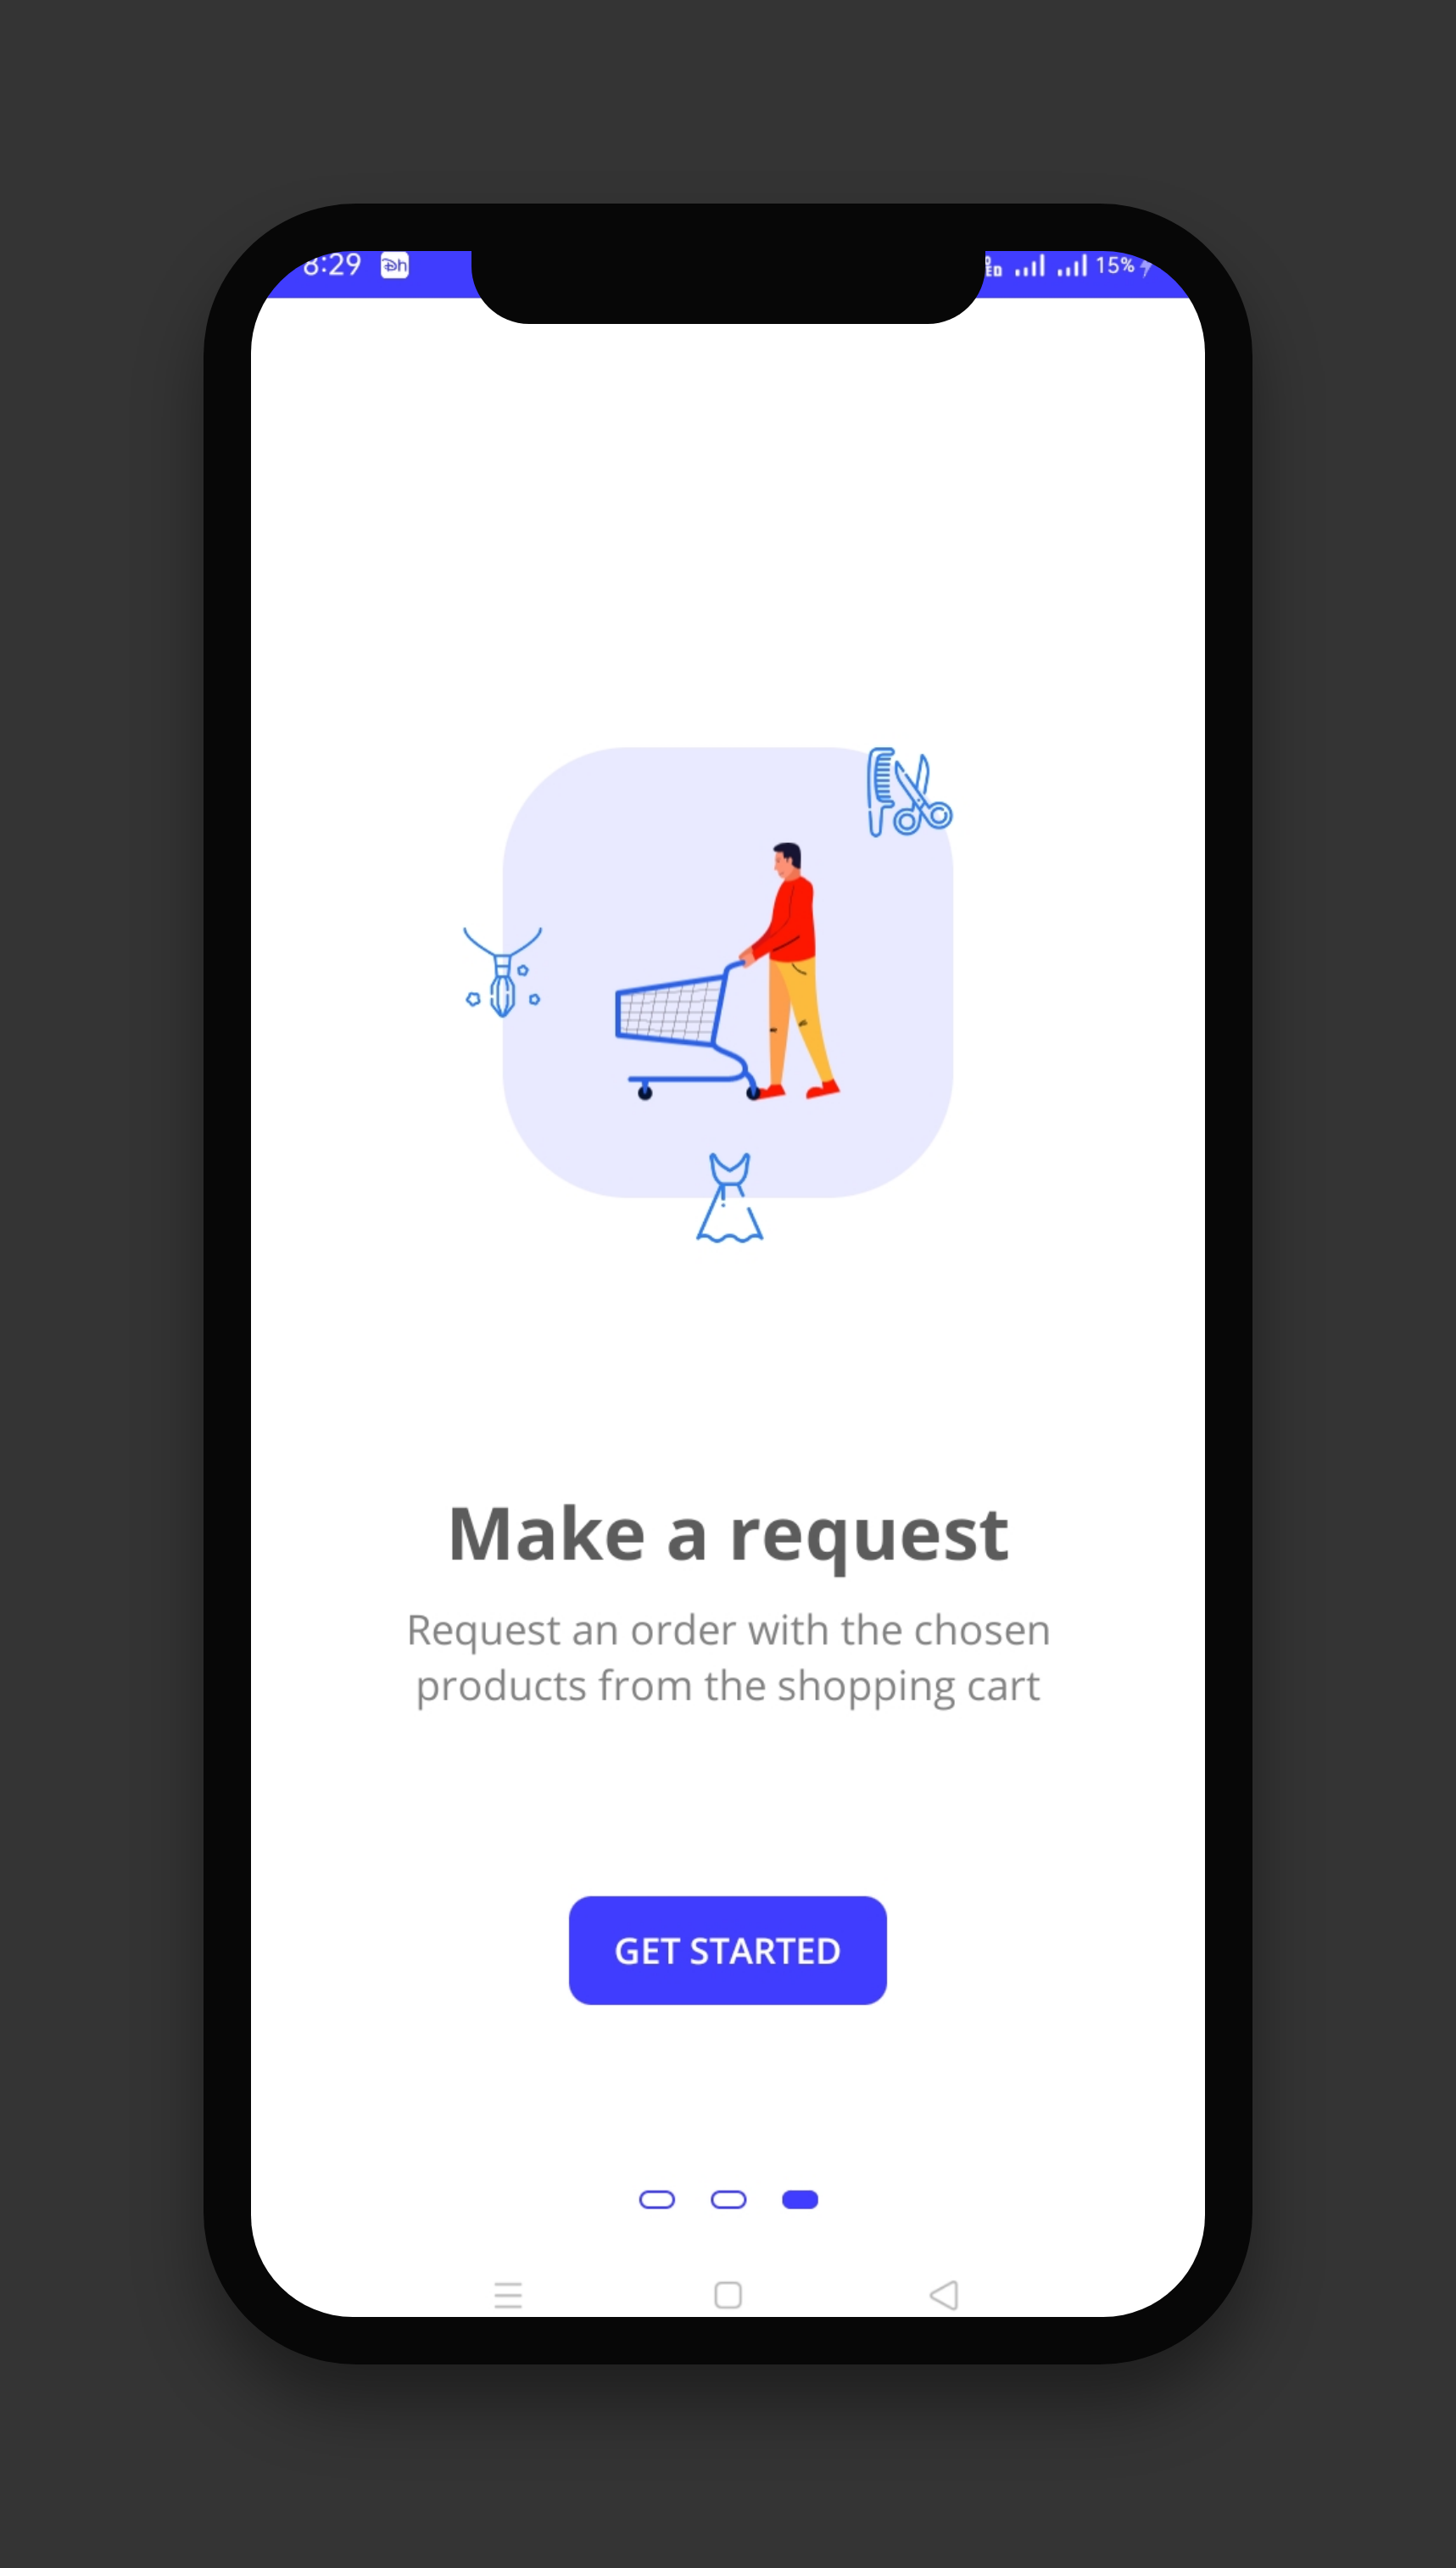 8:29
15%
Make a request
Request an order with the chosen
products from the shopping cart
GET STARTED